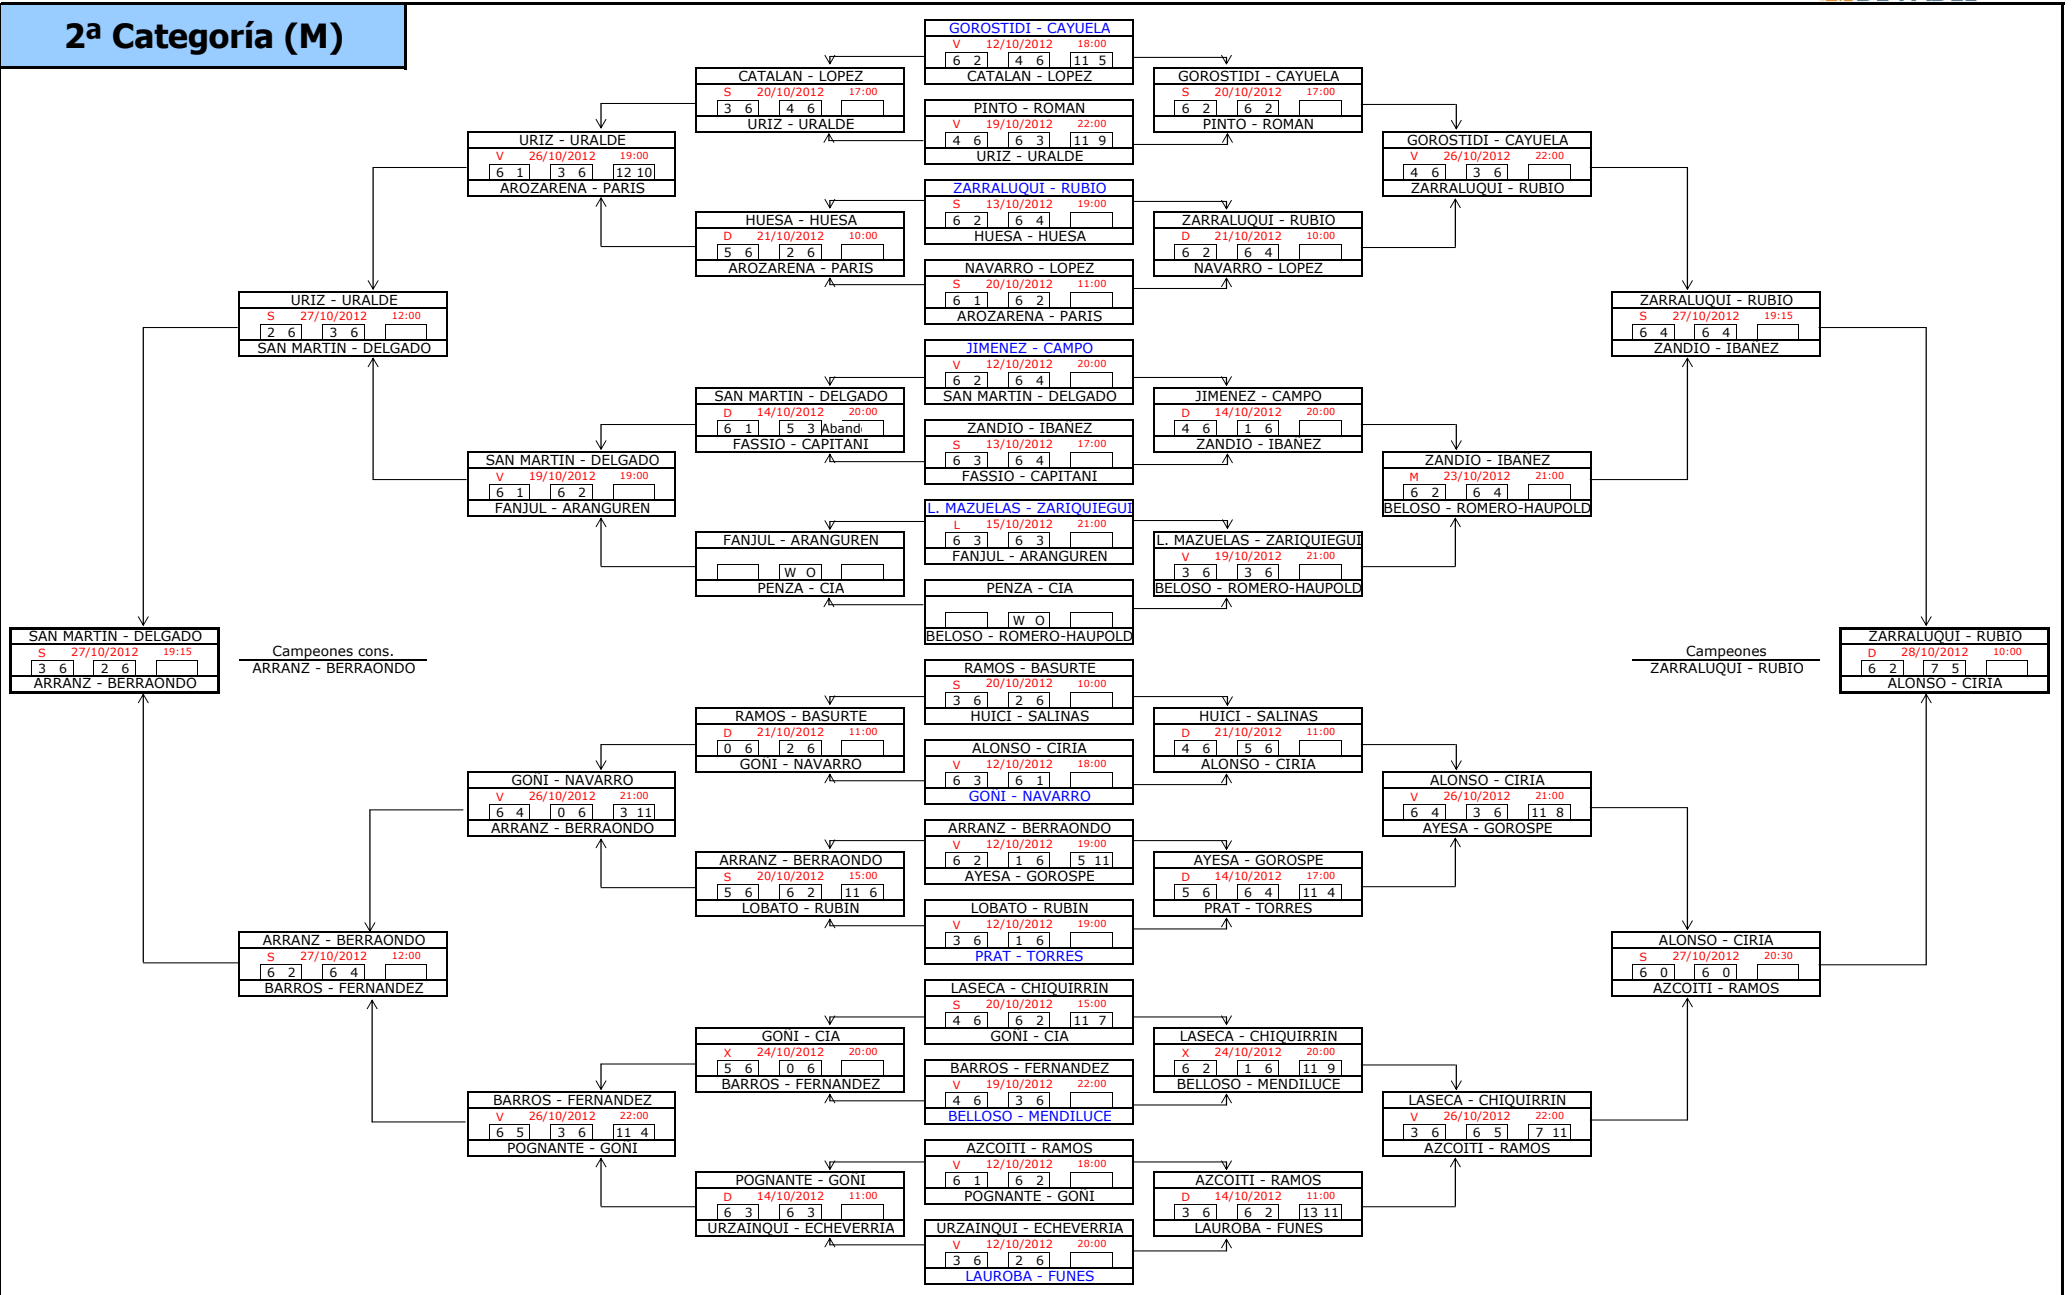 2ª Categoría (M)
GOROSTIDI - CAYUELA
V 12/10/2012 18:00
6 2 4 6 11 5
CATALAN - LOPEZ
PINTO - ROMAN
V 19/10/2012 22:00
4 6 6 3 11 9
URIZ - URALDE
ZARRALUQUI - RUBIO
S 13/10/2012 19:00
6 2 6 4
HUESA - HUESA
NAVARRO - LOPEZ
S 20/10/2012 11:00
6 1 6 2
AROZARENA - PARIS
JIMENEZ - CAMPO
V 12/10/2012 20:00
6 2 6 4
SAN MARTIN - DELGADO
ZANDIO - IBAÑEZ
S 13/10/2012 17:00
6 3 6 4
FASSIO - CAPITANI
L. MAZUELAS - ZARIQUIEGUI
L 15/10/2012 21:00
6 3 6 3
FANJUL - ARANGUREN
PENZA - CIA
W O
BELOSO - ROMERO-HAUPOLD
RAMOS - BASURTE
S 20/10/2012 10:00
3 6 2 6
HUICI - SALINAS
ALONSO - CIRIA
V 12/10/2012 18:00
6 3 6 1
GOÑI - NAVARRO
ARRANZ - BERRAONDO
V 12/10/2012 19:00
6 2 1 6 5 11
AYESA - GOROSPE
LOBATO - RUBIN
V 12/10/2012 19:00
3 6 1 6
PRAT - TORRES
LASECA - CHIQUIRRIN
S 20/10/2012 15:00
4 6 6 2 11 7
GOÑI - CIA
BARROS - FERNANDEZ
V 19/10/2012 22:00
4 6 3 6
BELLOSO - MENDILUCE
AZCOITI - RAMOS
V 12/10/2012 18:00
6 1 6 2
POGNANTE - GOÑI
URZAINQUI - ECHEVERRIA
V 12/10/2012 20:00
3 6 2 6
LAUROBA - FUNES
CATALAN - LOPEZ
S 20/10/2012 17:00
3 6 4 6
URIZ - URALDE
HUESA - HUESA
D 21/10/2012 10:00
5 6 2 6
AROZARENA - PARIS
SAN MARTIN - DELGADO
D 14/10/2012 20:00
6 1 5 3 Aband
FASSIO - CAPITANI
FANJUL - ARANGUREN
W O
PENZA - CIA
RAMOS - BASURTE
D 21/10/2012 11:00
0 6 2 6
GOÑI - NAVARRO
ARRANZ - BERRAONDO
S 20/10/2012 15:00
5 6 6 2 11 6
LOBATO - RUBIN
GOÑI - CIA
X 24/10/2012 20:00
5 6 0 6
BARROS - FERNANDEZ
POGNANTE - GOÑI
D 14/10/2012 11:00
6 3 6 3
URZAINQUI - ECHEVERRIA
URIZ - URALDE
V 26/10/2012 19:00
6 1 3 6 12 10
AROZARENA - PARIS
SAN MARTIN - DELGADO
V 19/10/2012 19:00
6 1 6 2
FANJUL - ARANGUREN
GOÑI - NAVARRO
V 26/10/2012 21:00
6 4 0 6 3 11
ARRANZ - BERRAONDO
BARROS - FERNANDEZ
V 26/10/2012 22:00
6 5 3 6 11 4
POGNANTE - GOÑI
URIZ - URALDE
S 27/10/2012 12:00
2 6 3 6
SAN MARTIN - DELGADO
ARRANZ - BERRAONDO
S 27/10/2012 12:00
6 2 6 4
BARROS - FERNANDEZ
SAN MARTIN - DELGADO
S 27/10/2012 19:15
3 6 2 6
ARRANZ - BERRAONDO
Campeones cons.
ARRANZ - BERRAONDO
GOROSTIDI - CAYUELA
S 20/10/2012 17:00
6 2 6 2
PINTO - ROMAN
ZARRALUQUI - RUBIO
D 21/10/2012 10:00
6 2 6 4
NAVARRO - LOPEZ
JIMENEZ - CAMPO
D 14/10/2012 20:00
4 6 1 6
ZANDIO - IBAÑEZ
L. MAZUELAS - ZARIQUIEGUI
V 19/10/2012 21:00
3 6 3 6
BELOSO - ROMERO-HAUPOLD
HUICI - SALINAS
D 21/10/2012 11:00
4 6 5 6
ALONSO - CIRIA
AYESA - GOROSPE
D 14/10/2012 17:00
5 6 6 4 11 4
PRAT - TORRES
LASECA - CHIQUIRRIN
X 24/10/2012 20:00
6 2 1 6 11 9
BELLOSO - MENDILUCE
AZCOITI - RAMOS
D 14/10/2012 11:00
3 6 6 2 13 11
LAUROBA - FUNES
GOROSTIDI - CAYUELA
V 26/10/2012 22:00
4 6 3 6
ZARRALUQUI - RUBIO
ZANDIO - IBAÑEZ
M 23/10/2012 21:00
6 2 6 4
BELOSO - ROMERO-HAUPOLD
ALONSO - CIRIA
V 26/10/2012 21:00
6 4 3 6 11 8
AYESA - GOROSPE
LASECA - CHIQUIRRIN
V 26/10/2012 22:00
3 6 6 5 7 11
AZCOITI - RAMOS
ZARRALUQUI - RUBIO
S 27/10/2012 19:15
6 4 6 4
ZANDIO - IBAÑEZ
ALONSO - CIRIA
S 27/10/2012 20:30
6 0 6 0
AZCOITI - RAMOS
Campeones
ZARRALUQUI - RUBIO
ZARRALUQUI - RUBIO
D 28/10/2012 10:00
6 2 7 5
ALONSO - CIRIA